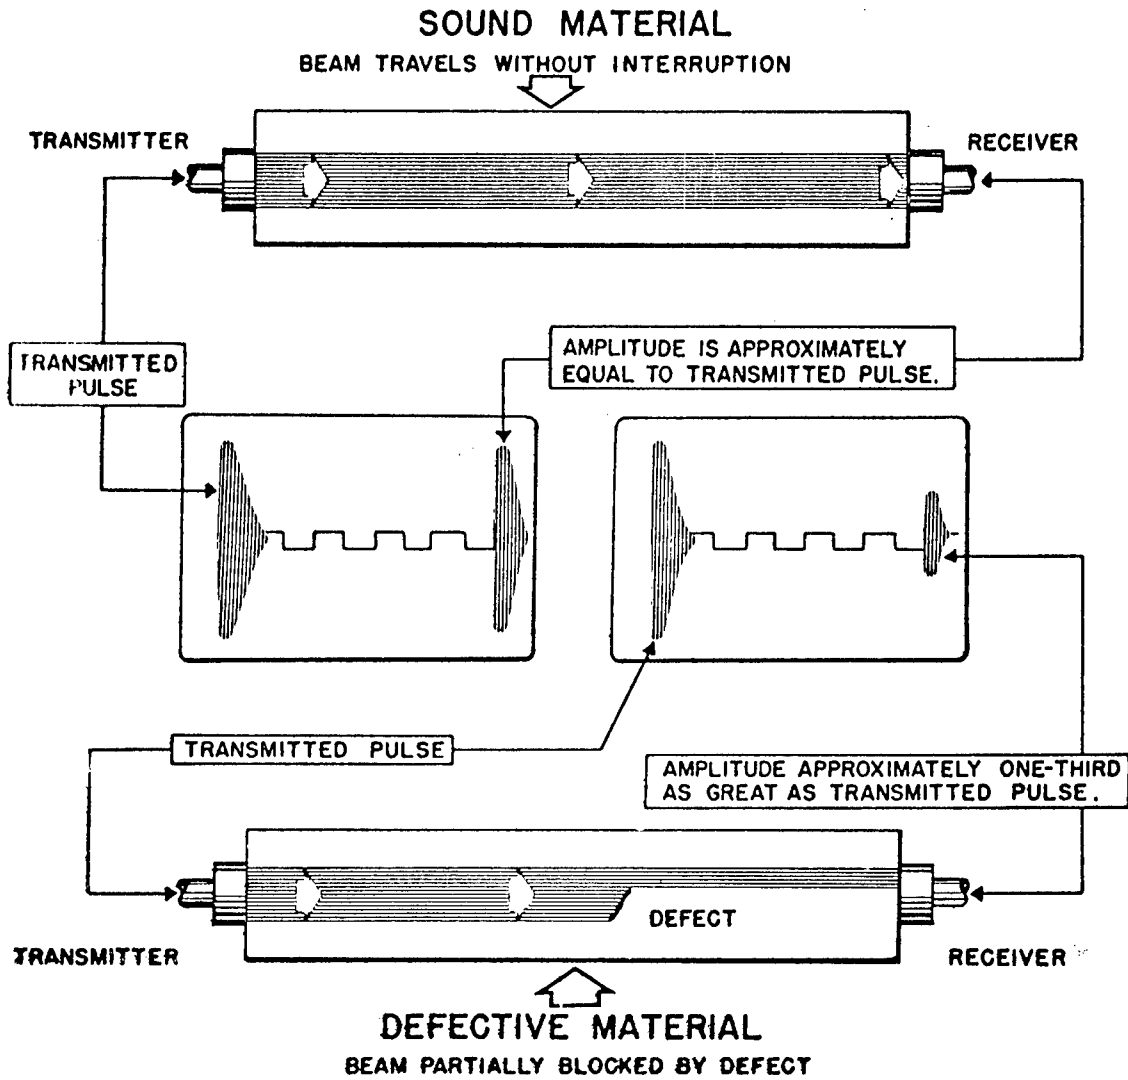 SOUND MATERIAL
BEAM TRAVELS WITHOUT INTERRUPTION
TRANSMITTER
RECEIVER
TRANSMITTED
PULSE
AMPLITUDE IS APPROXIMATELY
EQUAL TO TRANSMITTED PULSE.
TRANSMITTED PULSE
AMPLITUDE APPROXIMATELY ONE-THIRD
AS GREAT AS TRANSMITTED PULSE.
DEFECT
TRANSMITTER
RECEIVER
DEFECTIVE MATERIAL
BEAM PARTIALLY BLOCKED BY DEFECT